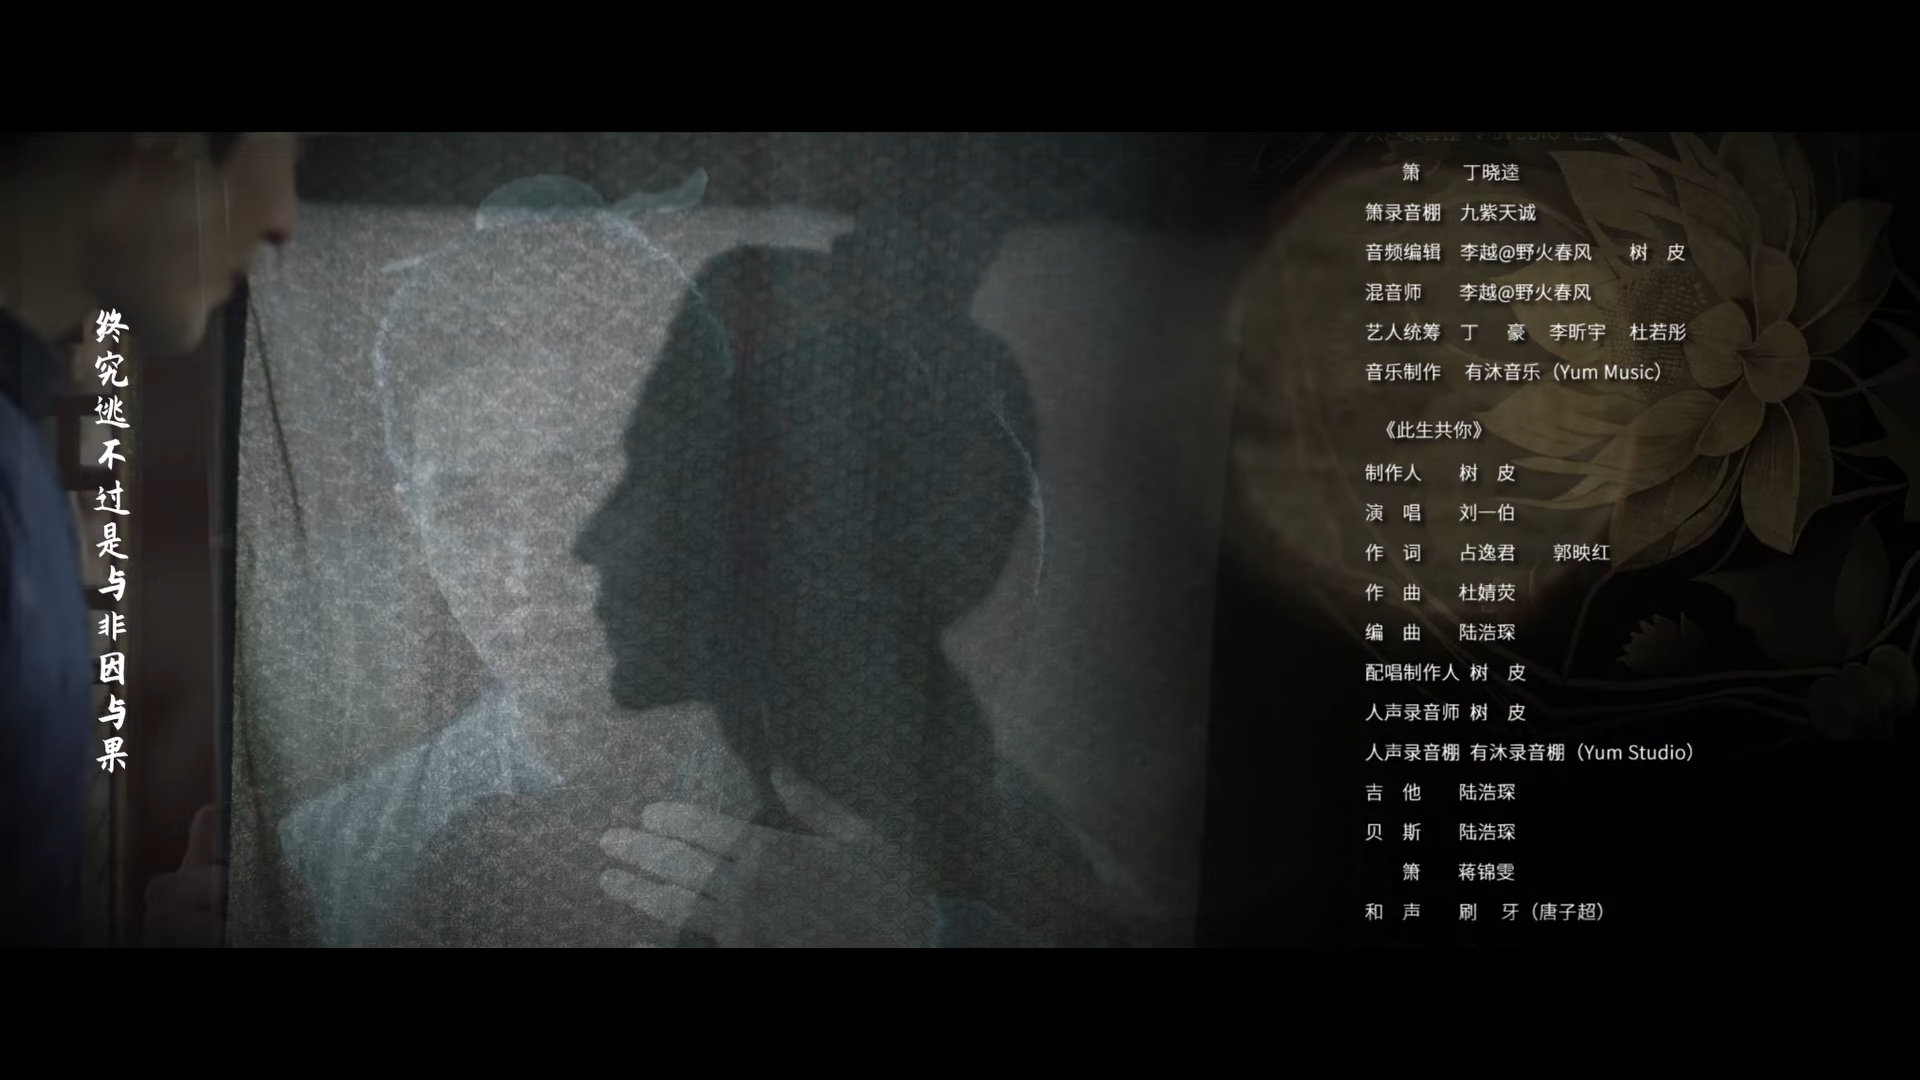 终究逃不过是与非因与果
箫 丁晓逵
箫录音棚 九紫天诚
音频编辑 李越@野火春风 树 皮
混音师 李越@野火春风
艺人统筹 丁 豪 李昕宇 杜若彤
音乐制作 有沐音乐（Yum Music）
《此生共你》
制作人 树 皮
演 唱 刘一伯
作 词 占逸君 郭映红
作 曲 杜婧荧
编 曲 陆浩琛
配唱制作人 树 皮
人声录音师 树 皮
人声录音棚 有沐录音棚（Yum Studio）
吉 他 陆浩琛
贝 斯 陆浩琛
箫 蒋锦雯
和 声 刷 牙（唐子超）